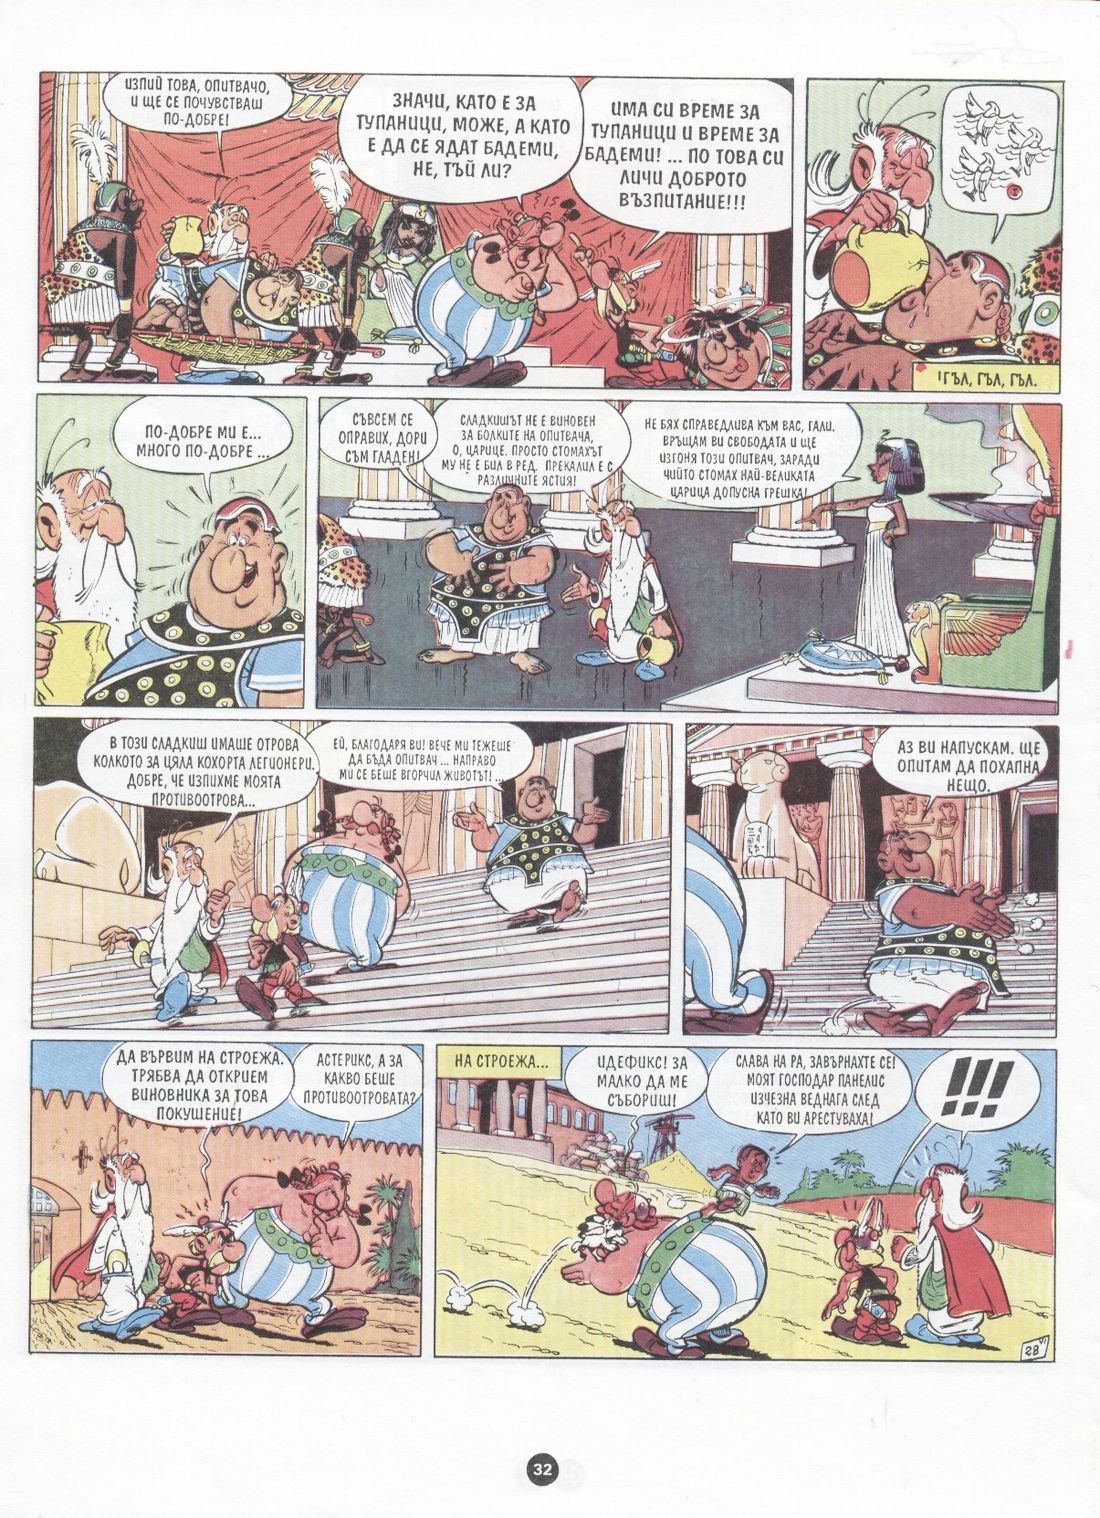 ИЗПИЙ ТОВА, ОПИТВАЧО,
И ЩЕ СЕ ПОЧУВСТВАШ
ПО-ДОБРЕ!
ЗНАЧИ, КАТО Е ЗА
ТУПАНИЦИ, МОЖЕ, А КАТО
Е ДА СЕ ЯДАТ БАДЕМИ,
НЕ, ТЪЙ ЛИ?
ИМА СИ ВРЕМЕ ЗА
ТУПАНИЦИ И ВРЕМЕ ЗА
БАДЕМИ! ... ПО ТОВА СИ
ЛИЧИ ДОБРОТО
ВЪЗПИТАНИЕ!!!
ГЪЛ, ГЪЛ, ГЪЛ.
ПО-ДОБРЕ МИ Е...
МНОГО ПО-ДОБРЕ ...
СЪВСЕМ СЕ
ОПРАВИХ, ДОРИ
СЪМ ГЛАДЕН!
СЛАДКИШЪТ НЕ Е ВИНОВЕН
ЗА БОЛКИТЕ НА ОПИТВАЧА,
О, ЦАРИЦЕ. ПРОСТО СТОМАХЪТ
МУ НЕ Е БИЛ В РЕД. ПРЕКАЛИЛ Е С
РАЗЛИЧНИТЕ ЯСТИЯ!
НЕ БЯХ СПРАВЕДЛИВА КЪМ ВАС, ГАЛИ.
ВРЪЩАМ ВИ СВОБОДАТА И ЩЕ
ИЗГОНЯ ТОЗИ ОПИТВАЧ, ЗАРАДИ
ЧИЙТО СТОМАХ НАЙ-ВЕЛИКАТА
ЦАРИЦА ДОПУСНА ГРЕШКА!
В ТОЗИ СЛАДКИШ ИМАШЕ ОТРОВА
КОЛКОТО ЗА ЦЯЛА КОХОРТА ЛЕГИОНЕРИ.
ДОБРЕ, ЧЕ ИЗПИХМЕ МОЯТА
ПРОТИВООТРОВА...
ЕЙ, БЛАГОДАРЯ ВИ! ВЕЧЕ МИ ТЕЖЕШЕ
ДА БЪДА ОПИТВАЧ ... НАПРАВО
МИ СЕ БЕШЕ ВГОРЧИЛ ЖИВОТЪТ! ...
АЗ ВИ НАПУСКАМ. ЩЕ
ОПИТАМ ДА ПОХАПНА
НЕЩО.
ДА ВЪРВИМ НА СТРОЕЖА.
ТРЯБВА ДА ОТКРИЕМ
ВИНОВНИКА ЗА ТОВА
ПОКУШЕНИЕ!
АСТЕРИКС, А ЗА
КАКВО БЕШЕ
ПРОТИВООТРОВАТА?
НА СТРОЕЖА...
ИДЕФИКС! ЗА
МАЛКО ДА МЕ
СЪБОРИШ!
СЛАВА НА РА, ЗАВЪРНАХТЕ СЕ!
МОЯТ ГОСПОДАР ПАНЕЛИС
ИЗЧЕЗНА ВЕДНАГА СЛЕД
КАТО ВИ АРЕСТУВАХА!
!!!
28
VI
32